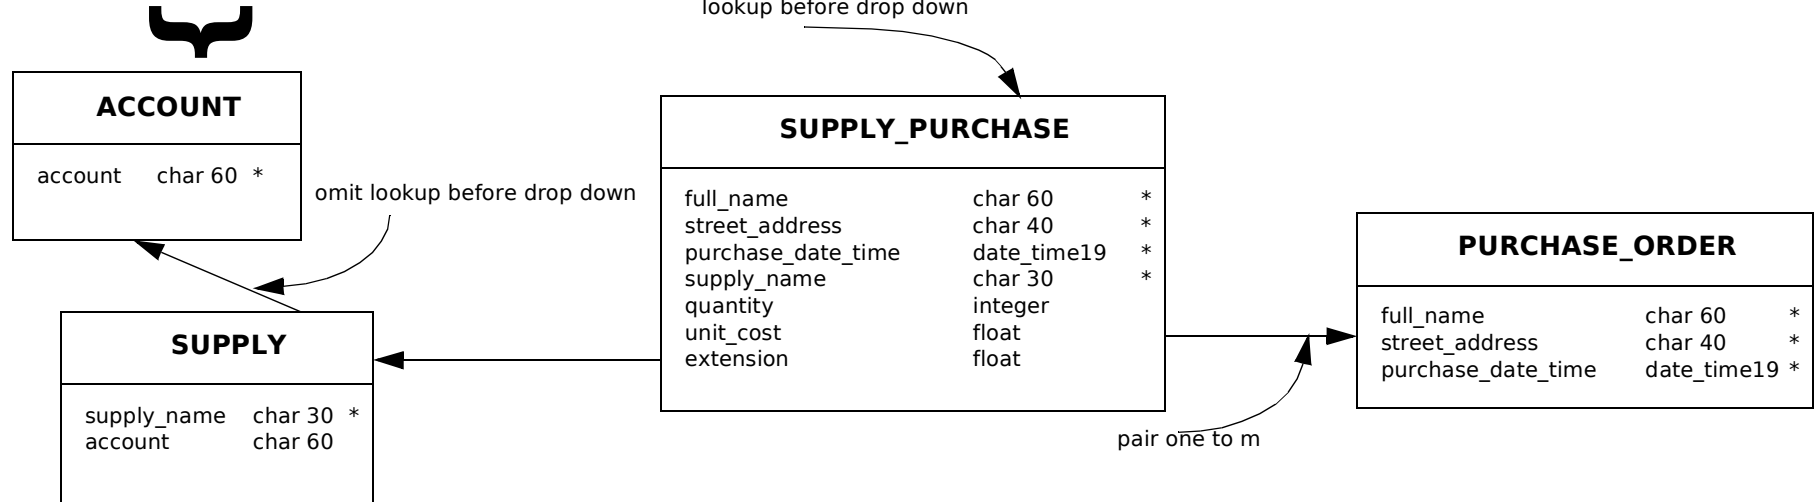 lookup before drop down
ACCOUNT
account char 60 *
omit lookup before drop down
SUPPLY_PURCHASE
full_name char 60 *
street_address char 40 *
purchase_date_time date_time19 *
supply_name char 30 *
quantity integer
unit_cost float
extension float
PURCHASE_ORDER
full_name char 60 *
street_address char 40 *
purchase_date_time date_time19 *
SUPPLY
supply_name char 30 *
account char 60
pair one to m